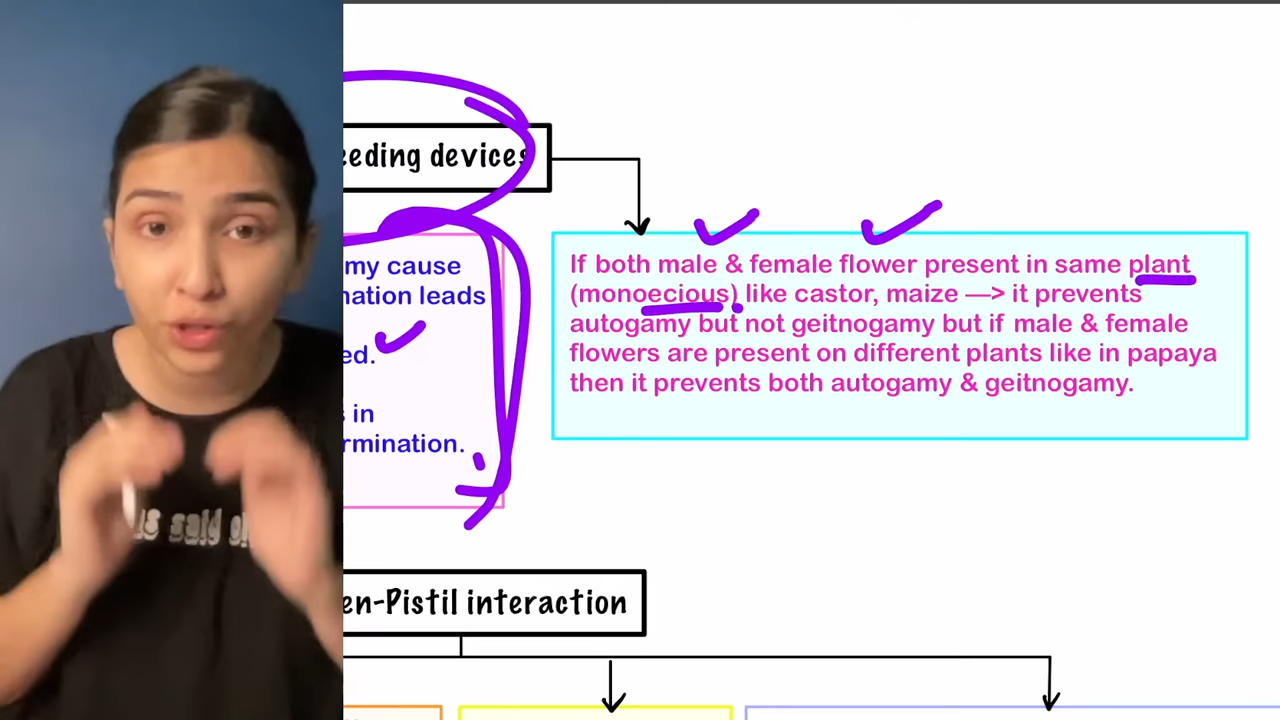 eeding devices
my cause
nation leads
ed.
s in
rmination.
If both male & female flower present in same plant
(monoecious) like castor, maize —> it prevents
autogamy but not geitnogamy but if male & female
flowers are present on different plants like in papaya
then it prevents both autogamy & geitnogamy.
en-Pistil interaction